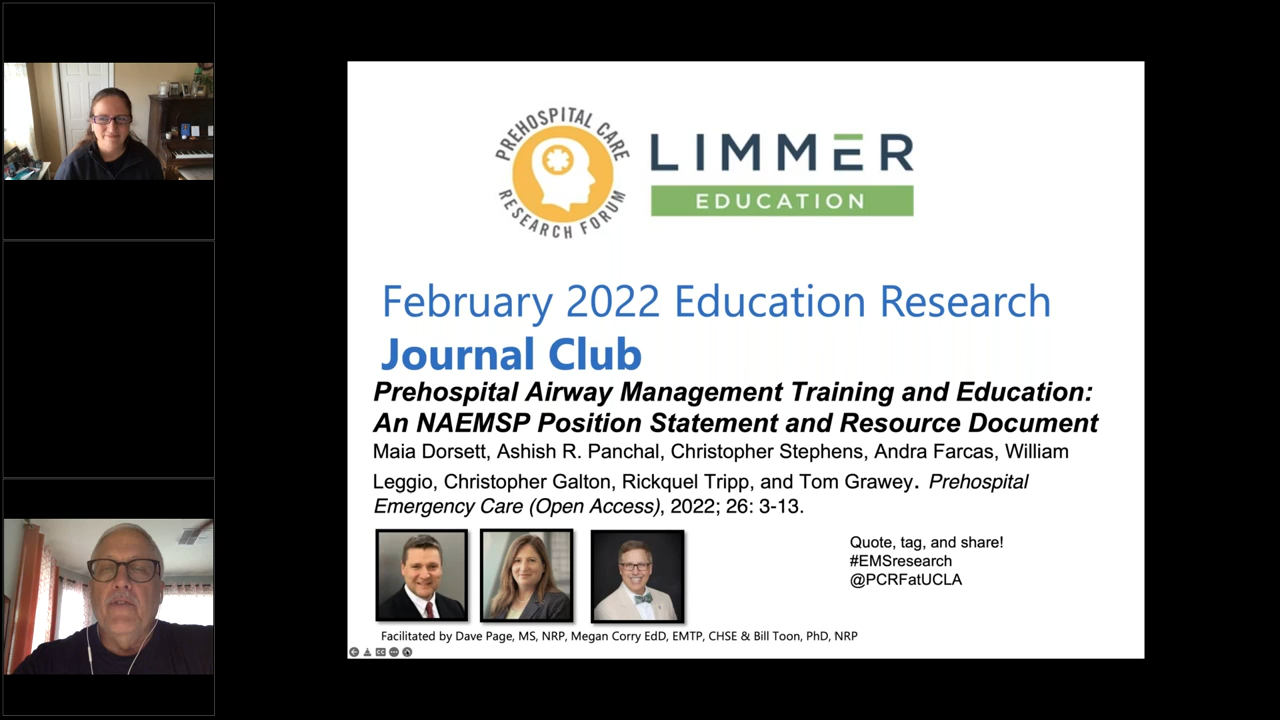 PREHOSPITAL CARE
RESEARCH FORUM
LIMMER
EDUCATION
February 2022 Education Research
Journal Club
Prehospital Airway Management Training and Education:
An NAEMSP Position Statement and Resource Document
Maia Dorsett, Ashish R. Panchal, Christopher Stephens, Andra Farcas, William
Leggio, Christopher Galton, Rickquel Tripp, and Tom Grawey. Prehospital
Emergency Care (Open Access), 2022; 26: 3-13.
Quote, tag, and share!
#EMSresearch
@PCRFatUCLA
Facilitated by Dave Page, MS, NRP, Megan Corry EdD, EMTP, CHSE & Bill Toon, PhD, NRP